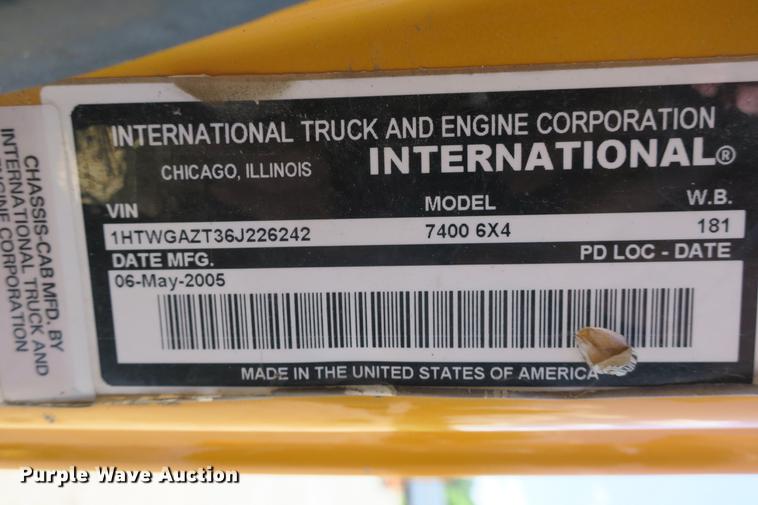 INTERNATIONAL TRUCK AND ENGINE CORPORATION
CHICAGO, ILLINOIS INTERNATIONAL®
VIN MODEL W.B.
1HTWGAZT36J226242 7400 6X4 181
DATE MFG. PD LOC - DATE
06-May-2005
MADE IN THE UNITED STATES OF AMERICA
CHASSIS-CAB MFD. BY
INTERNATIONAL TRUCK AND
ENGINE CORPORATION
Purple Wave Auction